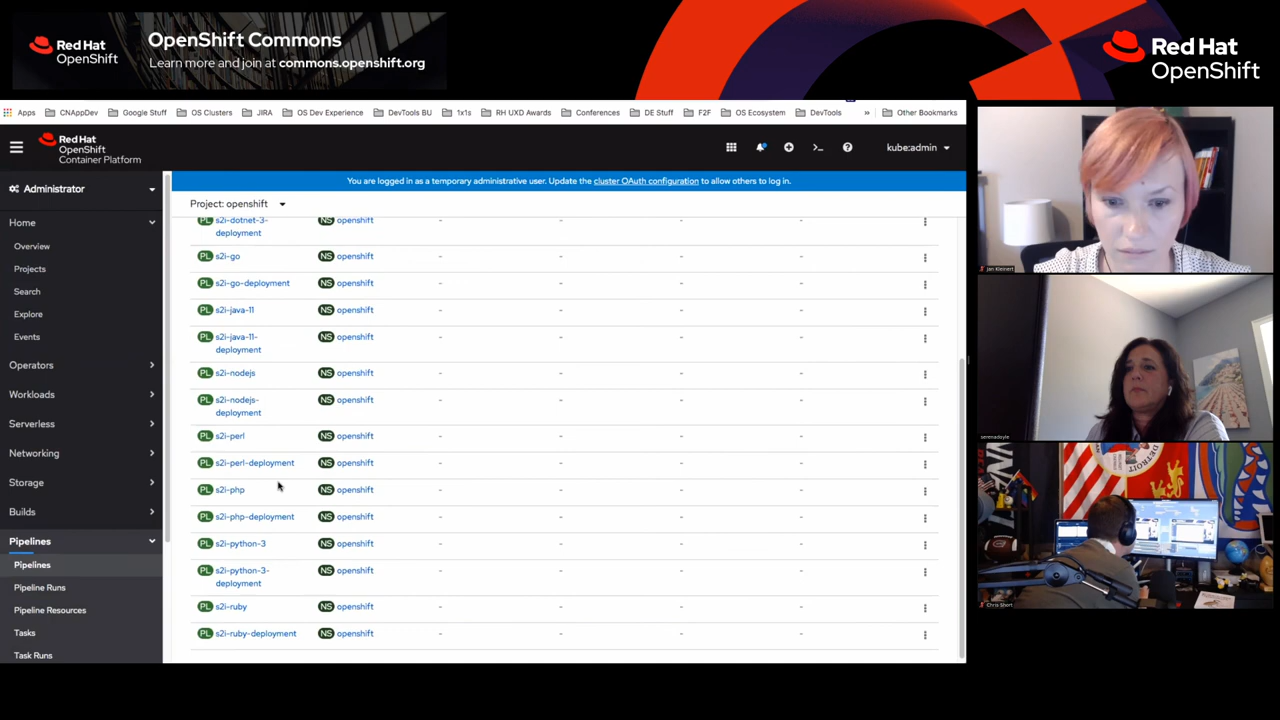 Red Hat
OpenShift
OpenShift Commons
Learn more and join at commons.openshift.org
Red Hat
OpenShift
Apps CNAppDev Google Stuff OS Clusters JIRA OS Dev Experience DevTools BU 1x1s RH UXD Awards Conferences DE Stuff F2F OS Ecosystem DevTools » Other Bookmarks
Red Hat
OpenShift
Container Platform
kube:admin
Administrator
You are logged in as a temporary administrative user. Update the cluster OAuth configuration to allow others to log in.
Project: openshift
Home
Overview
Projects
Search
Explore
Events
Operators
Workloads
Serverless
Networking
Storage
Builds
Pipelines
Pipelines
Pipeline Runs
Pipeline Resources
Tasks
Task Runs
PL s2i-dotnet-3- NS openshift - - - -
deployment
PL s2i-go NS openshift - - - -
PL s2i-go-deployment NS openshift - - - -
PL s2i-java-11 NS openshift - - - -
PL s2i-java-11- NS openshift - - - -
deployment
PL s2i-nodejs NS openshift - - - -
PL s2i-nodejs- NS openshift - - - -
deployment
PL s2i-perl NS openshift - - - -
PL s2i-perl-deployment NS openshift - - - -
PL s2i-php NS openshift - - - -
PL s2i-php-deployment NS openshift - - - -
PL s2i-python-3 NS openshift - - - -
PL s2i-python-3- NS openshift - - - -
deployment
PL s2i-ruby NS openshift - - - -
PL s2i-ruby-deployment NS openshift - - - -
Jan Kleinert
serenadoyle
DETROIT
Chris Short